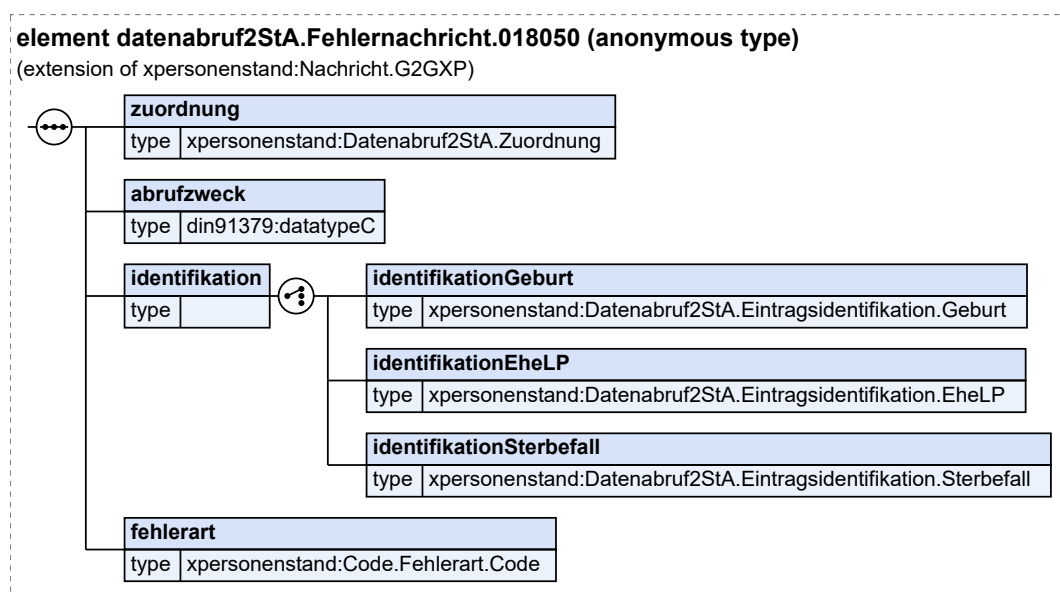 element datenabruf2StA.Fehlernachricht.018050 (anonymous type)
(extension of xpersonenstand:Nachricht.G2GXP)
zuordnung
type xpersonenstand:Datenabruf2StA.Zuordnung
abrufzweck
type din91379:datatypeC
identifikation
type
identifikationGeburt
type xpersonenstand:Datenabruf2StA.Eintragsidentifikation.Geburt
identifikationEheLP
type xpersonenstand:Datenabruf2StA.Eintragsidentifikation.EheLP
identifikationSterbefall
type xpersonenstand:Datenabruf2StA.Eintragsidentifikation.Sterbefall
fehlerart
type xpersonenstand:Code.Fehlerart.Code